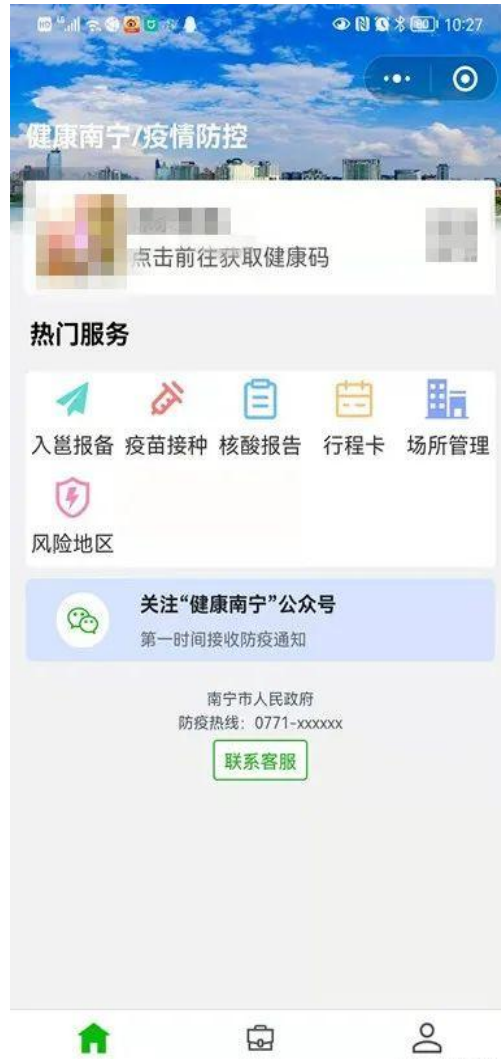 10:27
健康南宁/疫情防控
点击前往获取健康码
热门服务
入邕报备 疫苗接种 核酸报告 行程卡 场所管理
风险地区
关注“健康南宁”公众号
第一时间接收防疫通知
南宁市人民政府
防疫热线：0771-xxxxxx
联系客服